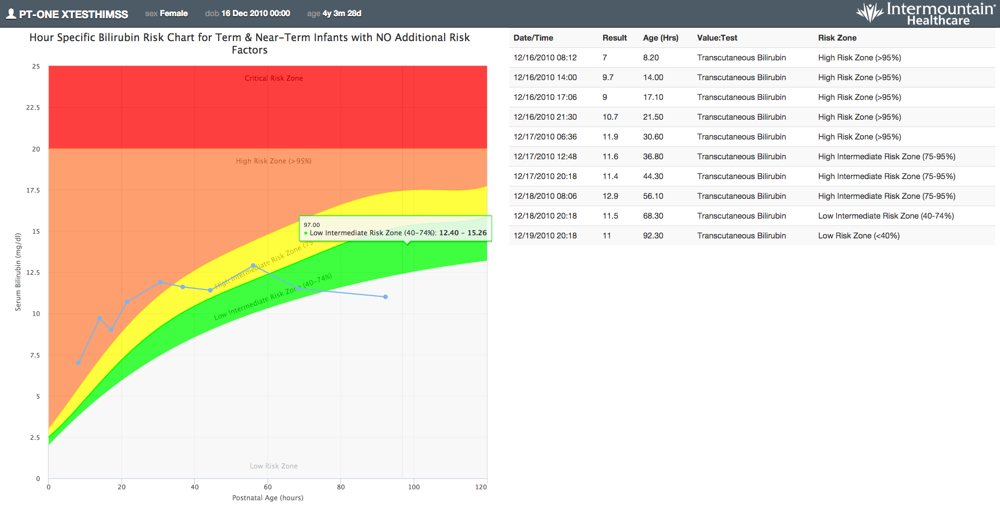 PT-ONE XTESTHIMSS sex Female dob 16 Dec 2010 00:00 age 4y 3m 28d
Intermountain®
Healthcare
Hour Specific Bilirubin Risk Chart for Term & Near-Term Infants with NO Additional Risk
Factors
25
22.5
20
17.5
15
12.5
10
7.5
5
2.5
0
Serum Bilirubin (mg/dl)
Critical Risk Zone
High Risk Zone (>95%)
97.00
Low Intermediate Risk Zone (40-74%): 12.40 - 15.26
High Intermediate Risk Zone (75-
Low Intermediate Risk Zone (40-74%)
Low Risk Zone
0 20 40 60 80 100 120
Postnatal Age (hours)
Date/Time Result Age (Hrs) Value:Test Risk Zone
12/16/2010 08:12 7 8.20 Transcutaneous Bilirubin High Risk Zone (>95%)
12/16/2010 14:00 9.7 14.00 Transcutaneous Bilirubin High Risk Zone (>95%)
12/16/2010 17:06 9 17.10 Transcutaneous Bilirubin High Risk Zone (>95%)
12/16/2010 21:30 10.7 21.50 Transcutaneous Bilirubin High Risk Zone (>95%)
12/17/2010 06:36 11.9 30.60 Transcutaneous Bilirubin High Risk Zone (>95%)
12/17/2010 12:48 11.6 36.80 Transcutaneous Bilirubin High Intermediate Risk Zone (75-95%)
12/17/2010 20:18 11.4 44.30 Transcutaneous Bilirubin High Intermediate Risk Zone (75-95%)
12/18/2010 08:06 12.9 56.10 Transcutaneous Bilirubin High Intermediate Risk Zone (75-95%)
12/18/2010 20:18 11.5 68.30 Transcutaneous Bilirubin Low Intermediate Risk Zone (40-74%)
12/19/2010 20:18 11 92.30 Transcutaneous Bilirubin Low Risk Zone (<40%)